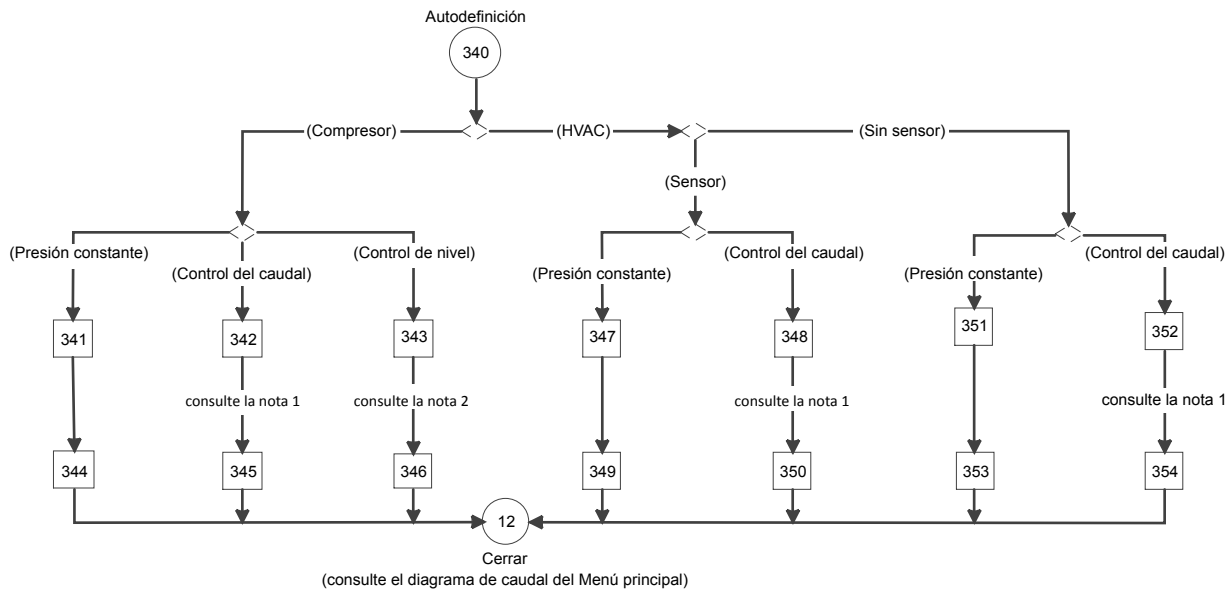 Autodefinición
340
(Compresor)
(HVAC)
(Sin sensor)
(Sensor)
(Presión constante)
(Control del caudal)
(Control de nivel)
(Presión constante)
(Control del caudal)
(Presión constante)
(Control del caudal)
341
342
343
347
348
351
352
consulte la nota 1
consulte la nota 2
consulte la nota 1
consulte la nota 1
344
345
346
349
350
353
354
12
Cerrar
(consulte el diagrama de caudal del Menú principal)